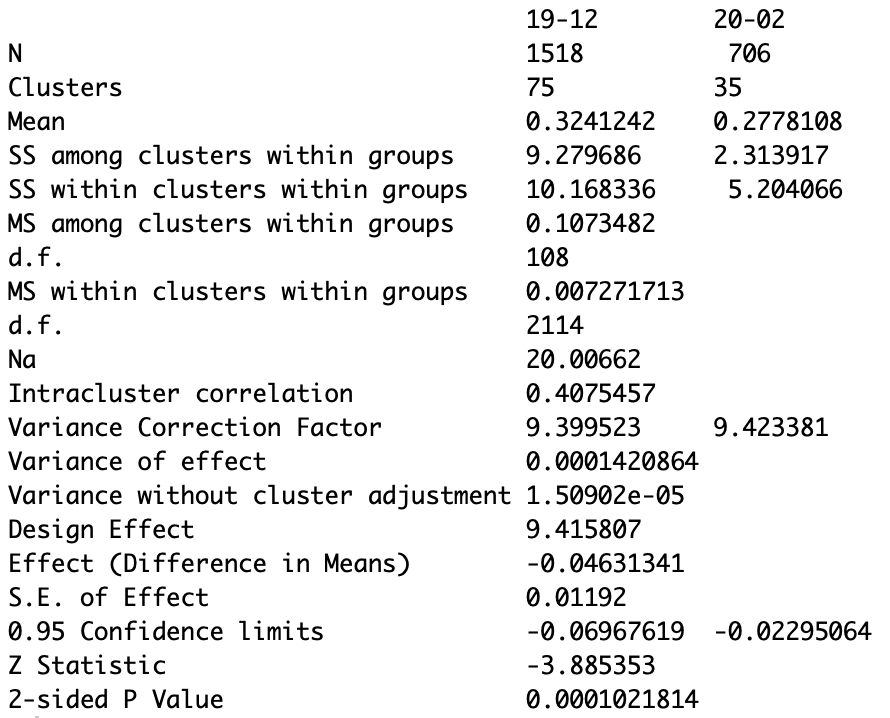 19-12 20-02
N 1518 706
Clusters 75 35
Mean 0.3241242 0.2778108
SS among clusters within groups 9.279686 2.313917
SS within clusters within groups 10.168336 5.204066
MS among clusters within groups 0.1073482
d.f. 108
MS within clusters within groups 0.007271713
d.f. 2114
Na 20.00662
Intracluster correlation 0.4075457
Variance Correction Factor 9.399523 9.423381
Variance of effect 0.0001420864
Variance without cluster adjustment 1.50902e-05
Design Effect 9.415807
Effect (Difference in Means) -0.04631341
S.E. of Effect 0.01192
0.95 Confidence limits -0.06967619 -0.02295064
Z Statistic -3.885353
2-sided P Value 0.0001021814